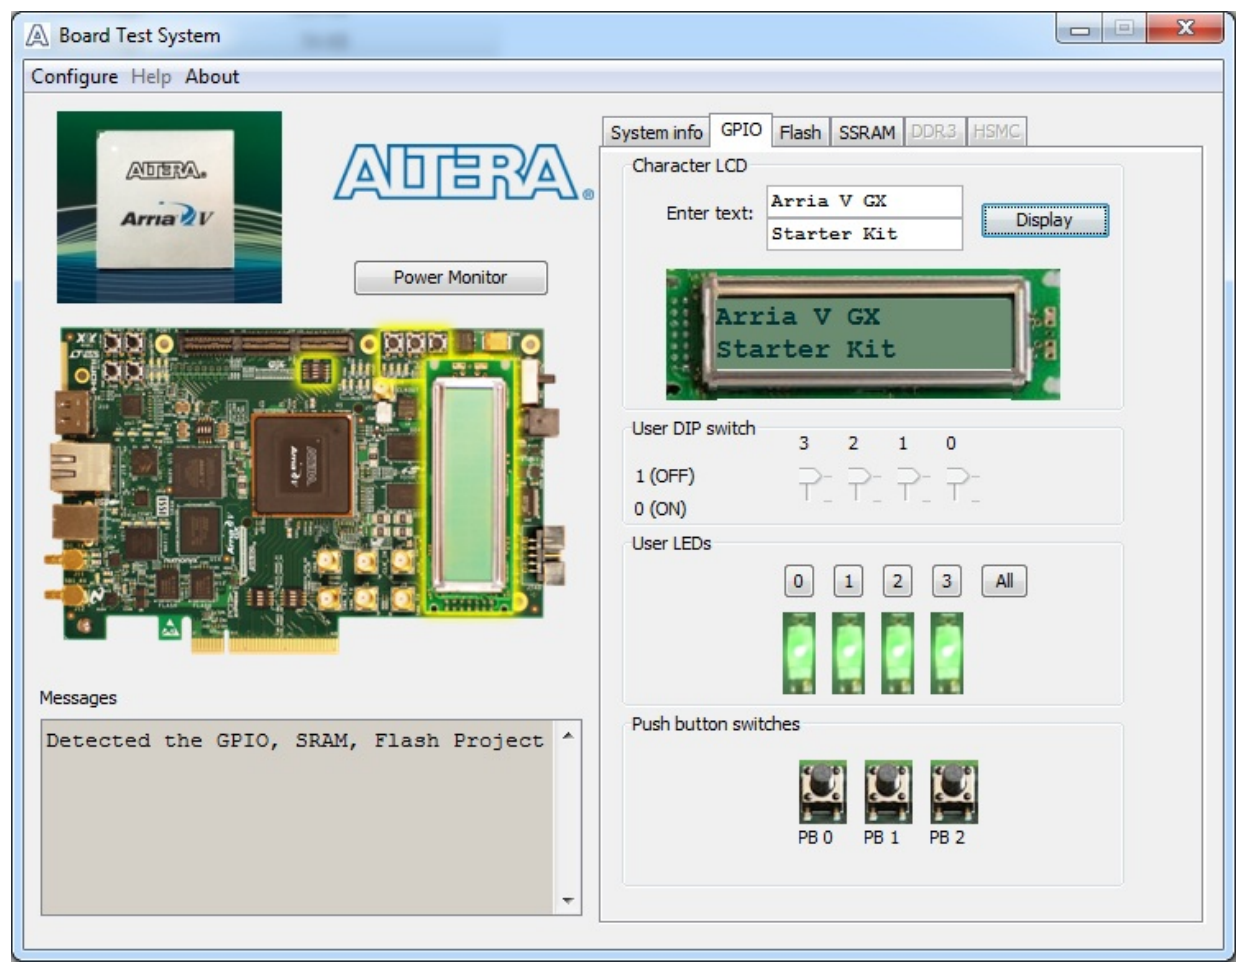 Board Test System
Configure Help About
ALTERA®
Arria V
ALTERA®
Power Monitor
ALTERA
Arria V
Messages
Detected the GPIO, SRAM, Flash Project
System info GPIO Flash SSRAM DDR3 HSMC
Character LCD
Enter text:
Arria V GX
Starter Kit
Display
Arria V GX
Starter Kit
User DIP switch
3 2 1 0
1 (OFF)
0 (ON)
User LEDs
0 1 2 3 All
Push button switches
PB 0 PB 1 PB 2